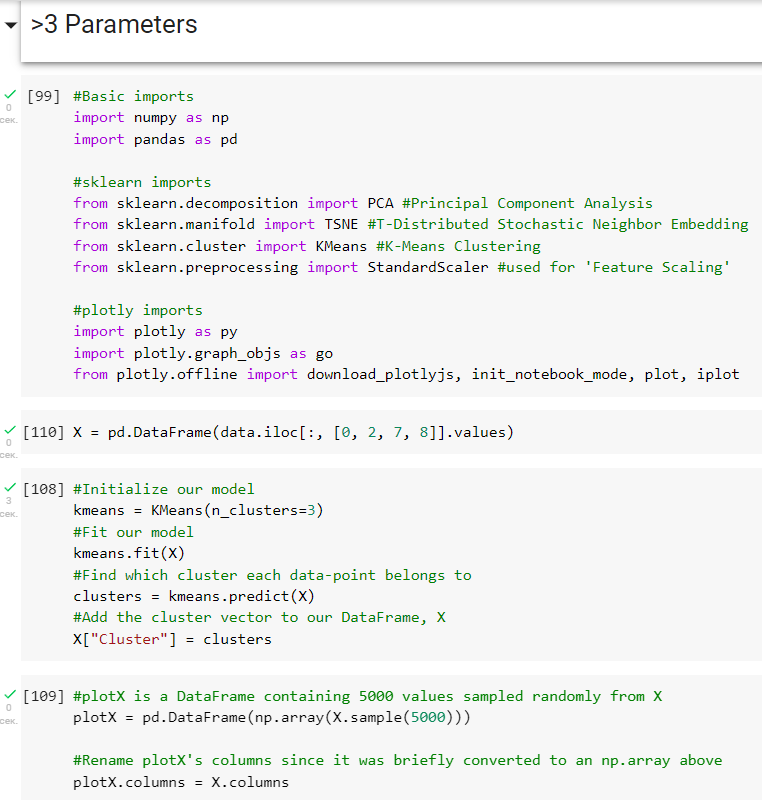 >3 Parameters
[99] #Basic imports
import numpy as np
import pandas as pd
#sklearn imports
from sklearn.decomposition import PCA #Principal Component Analysis
from sklearn.manifold import TSNE #T-Distributed Stochastic Neighbor Embedding
from sklearn.cluster import KMeans #K-Means Clustering
from sklearn.preprocessing import StandardScaler #used for 'Feature Scaling'
#plotly imports
import plotly as py
import plotly.graph_objs as go
from plotly.offline import download_plotlyjs, init_notebook_mode, plot, iplot
0
сек.
[110] X = pd.DataFrame(data.iloc[:, [0, 2, 7, 8]].values)
0
сек.
[108] #Initialize our model
kmeans = KMeans(n_clusters=3)
#Fit our model
kmeans.fit(X)
#Find which cluster each data-point belongs to
clusters = kmeans.predict(X)
#Add the cluster vector to our DataFrame, X
X["Cluster"] = clusters
3
сек.
[109] #plotX is a DataFrame containing 5000 values sampled randomly from X
plotX = pd.DataFrame(np.array(X.sample(5000)))
#Rename plotX's columns since it was briefly converted to an np.array above
plotX.columns = X.columns
0
сек.